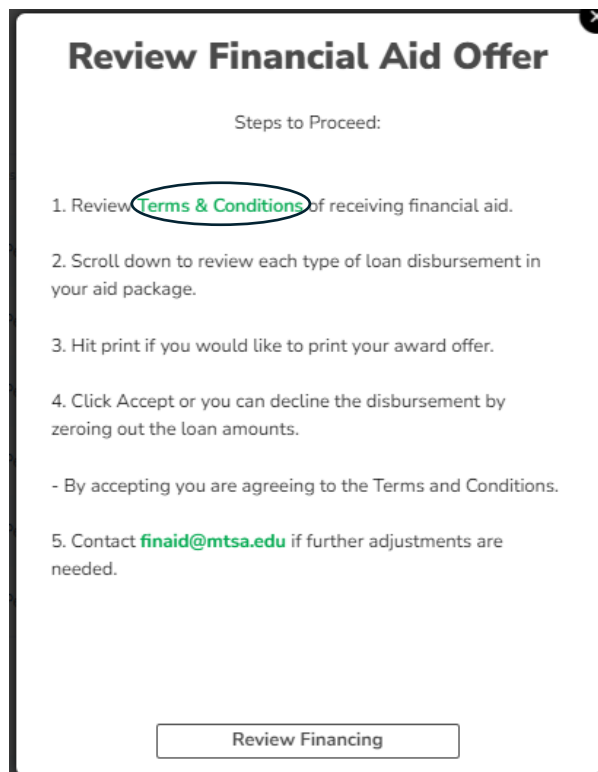 Review Financial Aid Offer
Steps to Proceed:
1. Review Terms & Conditions of receiving financial aid.
2. Scroll down to review each type of loan disbursement in
your aid package.
3. Hit print if you would like to print your award offer.
4. Click Accept or you can decline the disbursement by
zeroing out the loan amounts.
- By accepting you are agreeing to the Terms and Conditions.
5. Contact finaid@mtsa.edu if further adjustments are
needed.
Review Financing